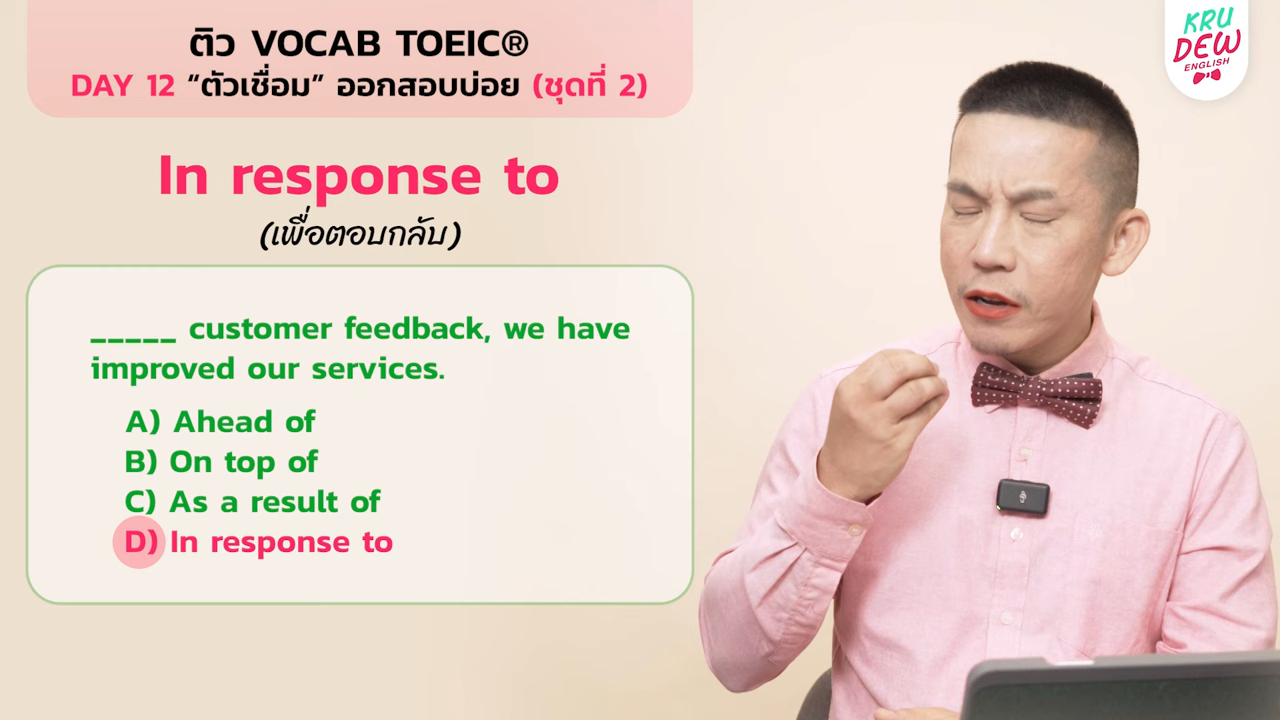 ติว VOCAB TOEIC®
DAY 12 “ตัวเชื่อม” ออกสอบบ่อย (ชุดที่ 2)
KRU
DEW
ENGLISH
In response to
(เพื่อตอบกลับ)
_____ customer feedback, we have
improved our services.
A) Ahead of
B) On top of
C) As a result of
D) In response to